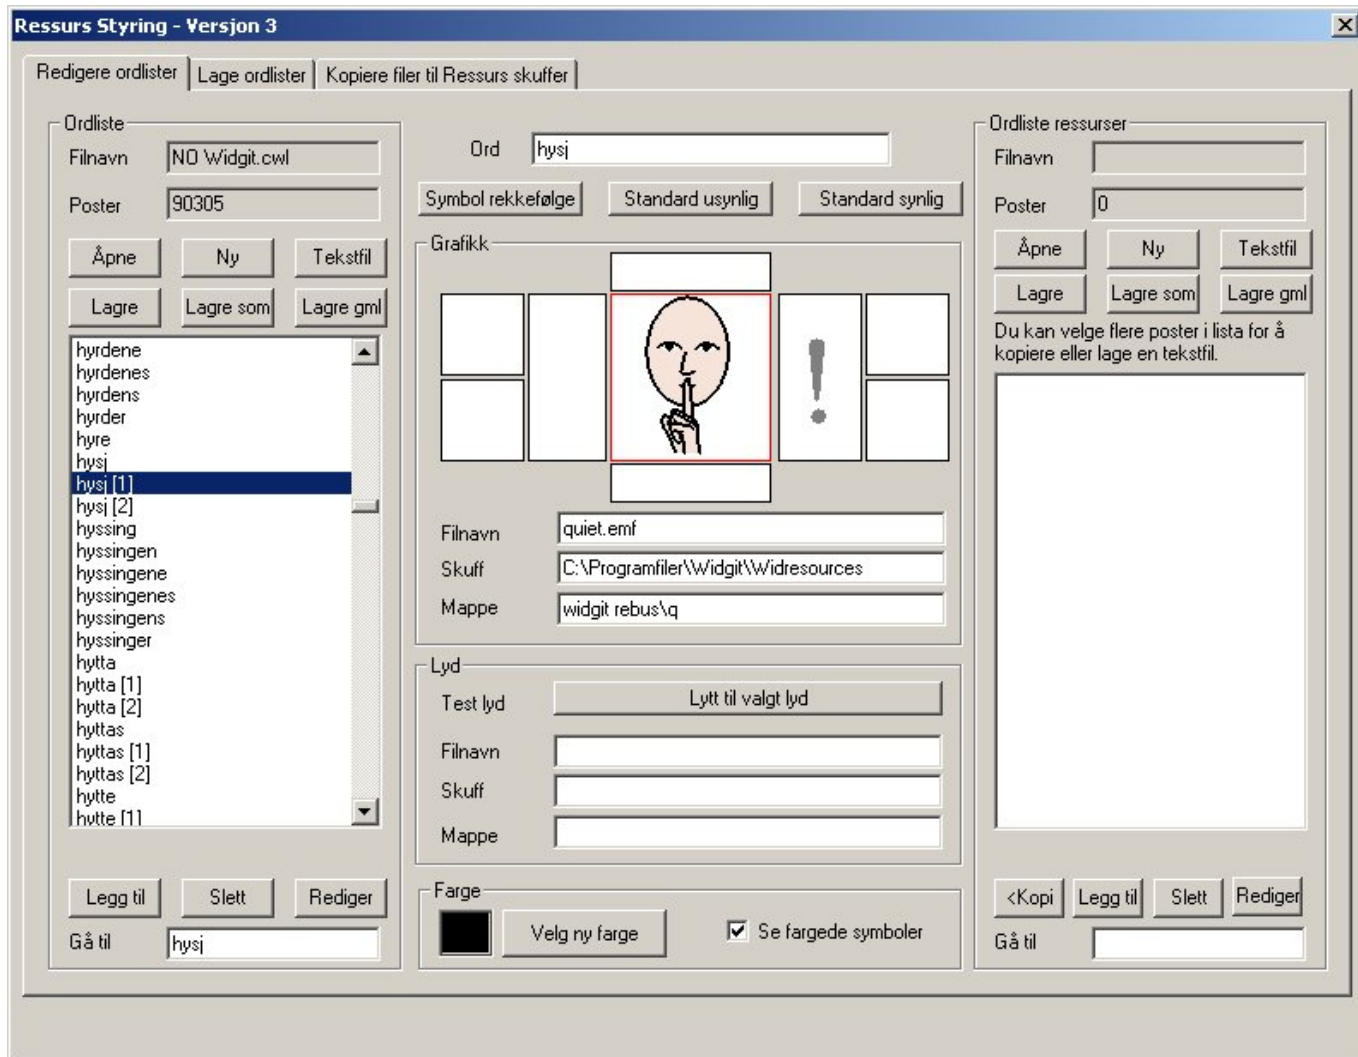 Ressurs Styring - Versjon 3
Redigere ordlister
Lage ordlister
Kopiere filer til Ressurs skuffer
Ordliste
Filnavn
NO Widgit.cwl
Poster
90305
Åpne
Ny
Tekstfil
Lagre
Lagre som
Lagre gml
hyrdene
hyrdenes
hyrdens
hyrder
hyre
hysj
hysj [1]
hysj [2]
hyssing
hyssingen
hyssingene
hyssingenes
hyssingens
hyssinger
hytta
hytta [1]
hytta [2]
hyttas
hyttas [1]
hyttas [2]
hytte
hytte [1]
Legg til
Slett
Rediger
Gå til
hysj
Ord
hysj
Symbol rekkefølge
Standard usynlig
Standard synlig
Grafikk
!
Filnavn
quiet.emf
Skuff
C:\Programfiler\Widgit\Widresources
Mappe
widgit rebus\q
Lyd
Test lyd
Lytt til valgt lyd
Filnavn
Skuff
Mappe
Farge
Velg ny farge
Se fargede symboler
Ordliste ressurser
Filnavn
Poster
0
Åpne
Ny
Tekstfil
Lagre
Lagre som
Lagre gml
Du kan velge flere poster i lista for å
kopiere eller lage en tekstfil.
<Kopi
Legg til
Slett
Rediger
Gå til